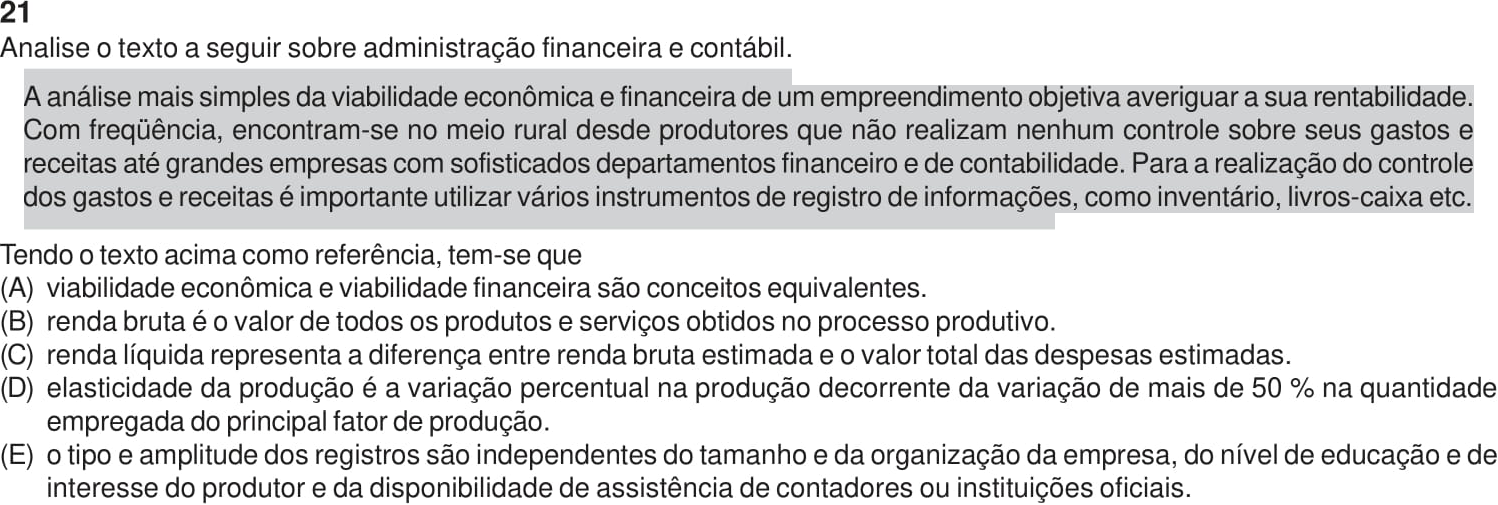 21
Analise o texto a seguir sobre administração financeira e contábil.
A análise mais simples da viabilidade econômica e financeira de um empreendimento objetiva averiguar a sua rentabilidade.
Com freqüência, encontram-se no meio rural desde produtores que não realizam nenhum controle sobre seus gastos e
receitas até grandes empresas com sofisticados departamentos financeiro e de contabilidade. Para a realização do controle
dos gastos e receitas é importante utilizar vários instrumentos de registro de informações, como inventário, livros-caixa etc.
Tendo o texto acima como referência, tem-se que
(A) viabilidade econômica e viabilidade financeira são conceitos equivalentes.
(B) renda bruta é o valor de todos os produtos e serviços obtidos no processo produtivo.
(C) renda líquida representa a diferença entre renda bruta estimada e o valor total das despesas estimadas.
(D) elasticidade da produção é a variação percentual na produção decorrente da variação de mais de 50 % na quantidade
empregada do principal fator de produção.
(E) o tipo e amplitude dos registros são independentes do tamanho e da organização da empresa, do nível de educação e de
interesse do produtor e da disponibilidade de assistência de contadores ou instituições oficiais.